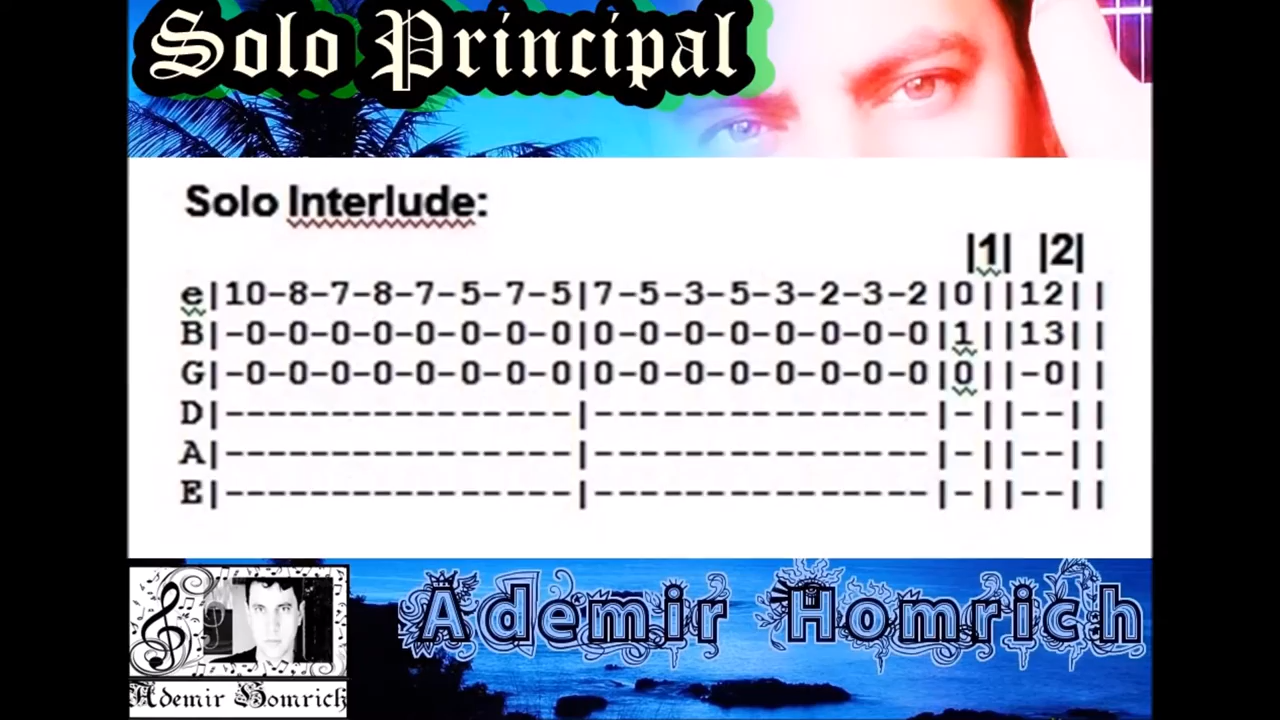 Solo Principal
Solo Interlude:
|1| |2|
e|10-8-7-8-7-5-7-5|7-5-3-5-3-2-3-2|0||12||
B|-0-0-0-0-0-0-0-0|0-0-0-0-0-0-0-0|1||13||
G|-0-0-0-0-0-0-0-0|0-0-0-0-0-0-0-0|0||-0||
D|----------------|---------------|-||--||
A|----------------|---------------|-||--||
E|----------------|---------------|-||--||
Ademir Homrich
Ademir Homrich